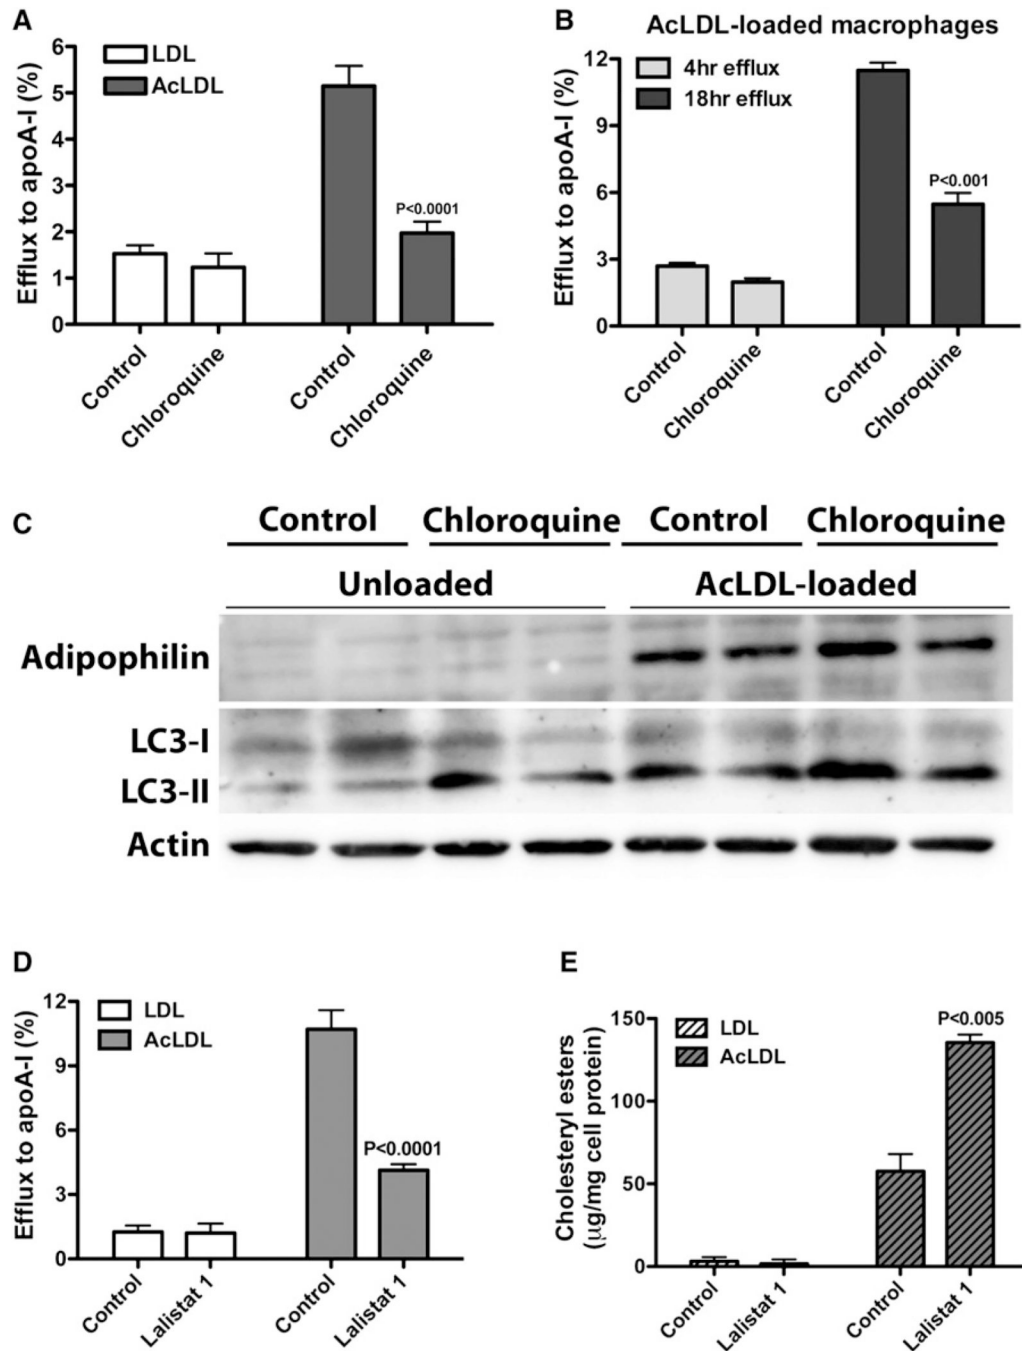 A
Efflux to apoA-I (%)
6
5
4
3
2
1
0
LDL
AcLDL
P<0.0001
Control
Chloroquine
Control
Chloroquine
B
AcLDL-loaded macrophages
Efflux to apoA-I (%)
12
9
6
3
0
4hr efflux
18hr efflux
P<0.001
Control
Chloroquine
Control
Chloroquine
C
Control Chloroquine Control Chloroquine
Unloaded AcLDL-loaded
Adipophilin
LC3-I
LC3-II
Actin
D
Efflux to apoA-I (%)
12
9
6
3
0
LDL
AcLDL
P<0.0001
Control
Lalistat 1
Control
Lalistat 1
E
Cholesteryl esters
(μg/mg cell protein)
150
100
50
0
LDL
AcLDL
P<0.005
Control
Lalistat 1
Control
Lalistat 1